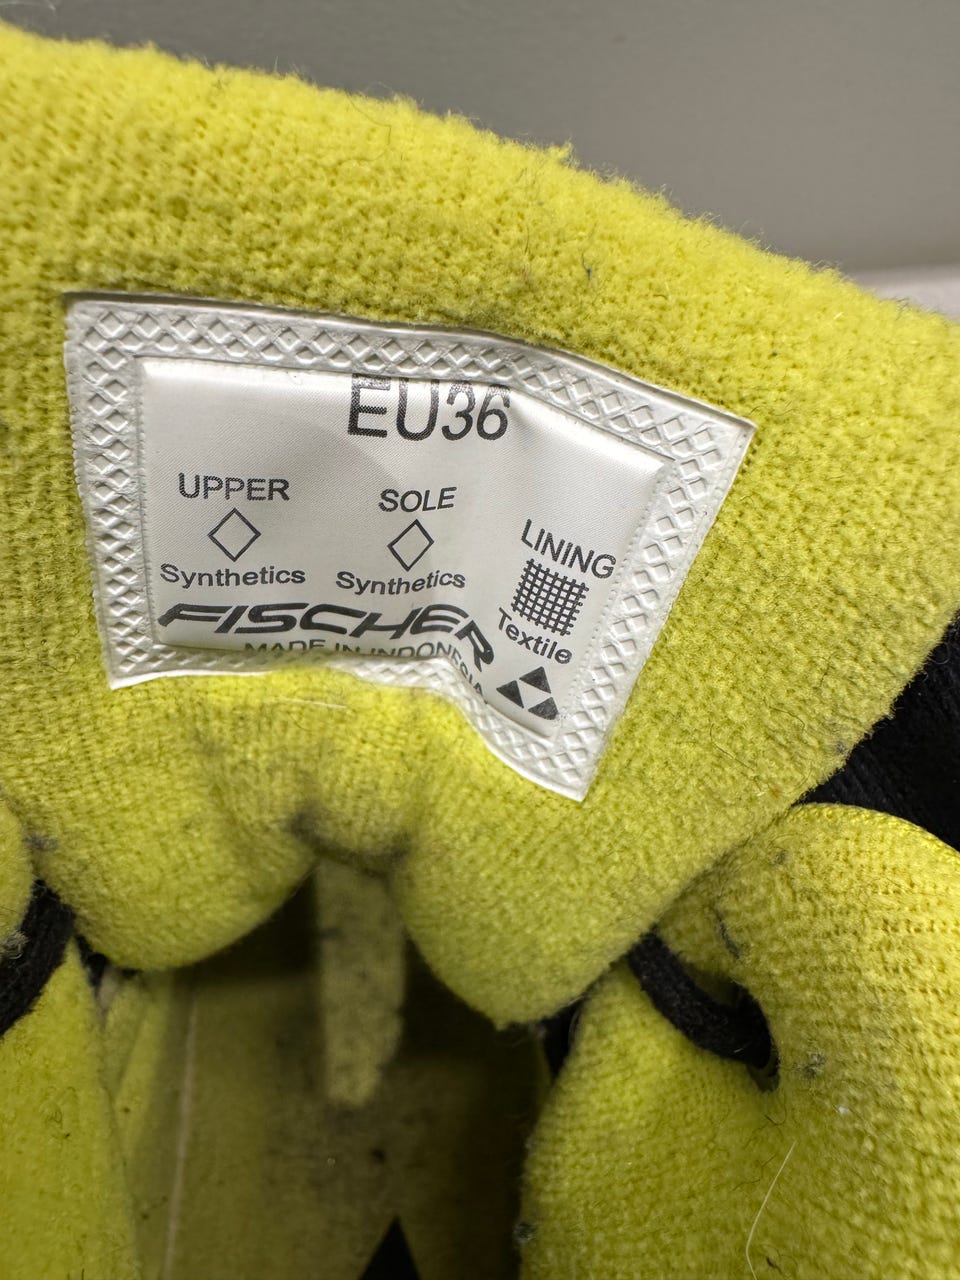 EU36
UPPER
Synthetics
SOLE
Synthetics
LINING
Textile
FISCHER
MADE IN INDONESIA